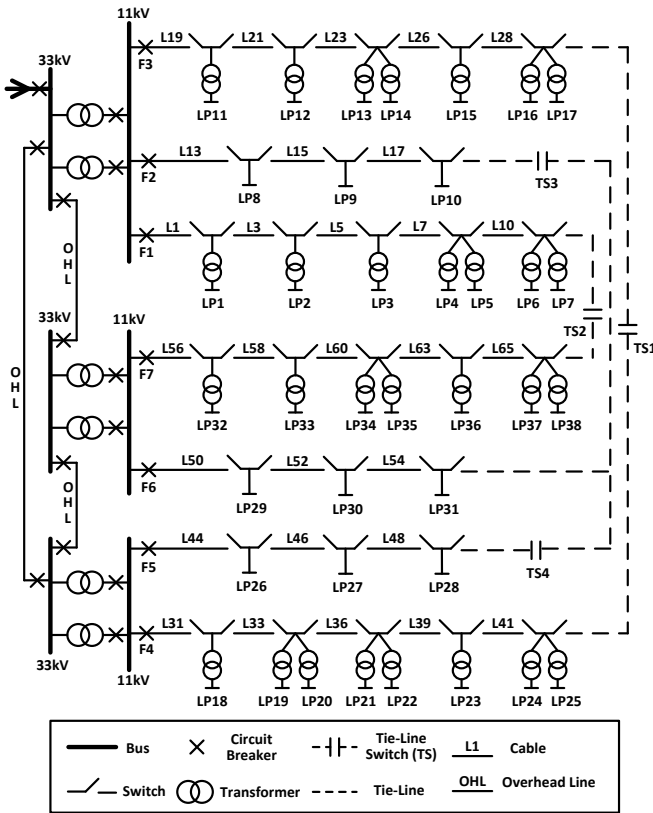 11kV
L19 L21 L23 L26 L28
F3
33kV
LP11 LP12 LP13 LP14 LP15 LP16 LP17
L13 L15 L17
F2
TS3
LP8 LP9 LP10
L1 L3 L5 L7 L10
F1
OHL
LP1 LP2 LP3 LP4 LP5 LP6 LP7
33kV 11kV
TS2 TS1
L56 L58 L60 L63 L65
F7
OHL
LP32 LP33 LP34 LP35 LP36 LP37 LP38
L50 L52 L54
F6
OHL
LP29 LP30 LP31
L44 L46 L48
F5
TS4
LP26 LP27 LP28
L31 L33 L36 L39 L41
F4
33kV
11kV
LP18 LP19 LP20 LP21 LP22 LP23 LP24 LP25
Bus
Circuit
Breaker
Tie-Line
Switch (TS)
L1 Cable
Switch
Transformer
Tie-Line
OHL Overhead Line